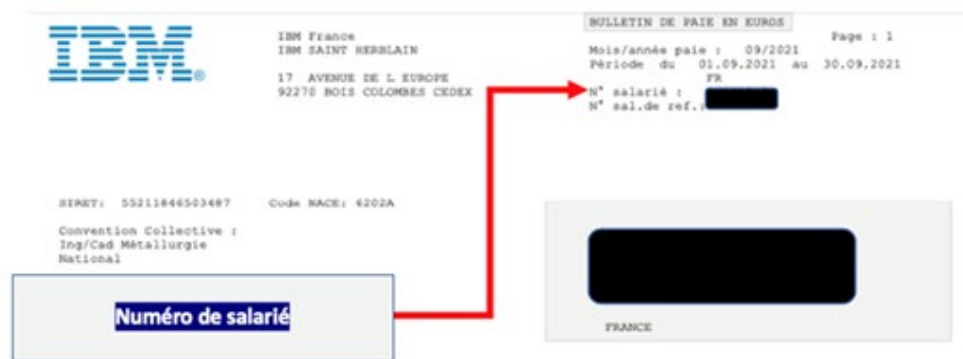 IBM
IBM France
IBM SAINT HERBLAIN
17 AVENUE DE L EUROPE
92270 BOIS COLOMBES CEDEX
BULLETIN DE PAIE EN EUROS
Page : 1
Mois/année paie : 09/2021
Période du 01.09.2021 au 30.09.2021
FR
N° salarié :
N° sal.de ref.:
SIRET: 55211846503487 Code NACE: 6202A
Convention Collective :
Ing/Cad Métallurgie
National
Numéro de salarié
FRANCE